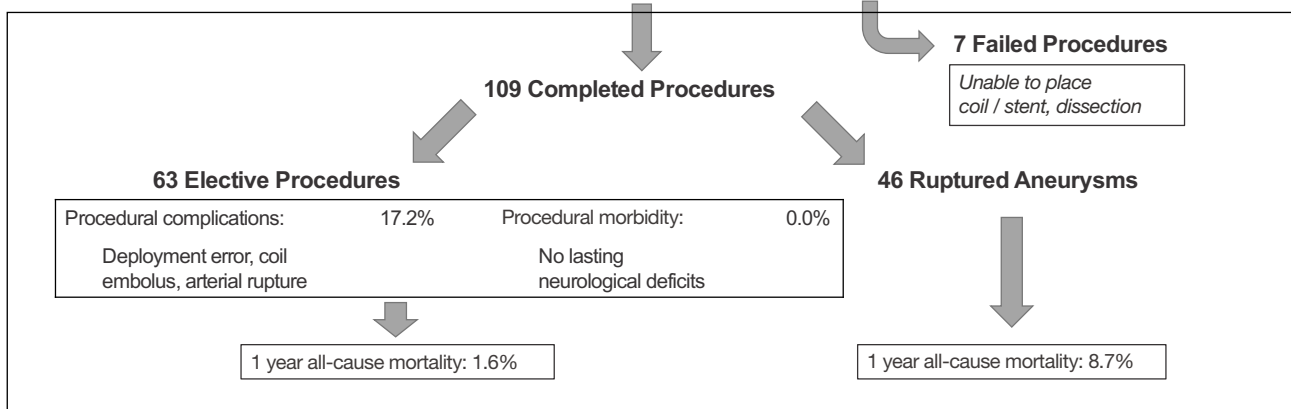 7 Failed Procedures
Unable to place
coil / stent, dissection
109 Completed Procedures
63 Elective Procedures
Procedural complications: 17.2%
Deployment error, coil
embolus, arterial rupture
Procedural morbidity: 0.0%
No lasting
neurological deficits
1 year all-cause mortality: 1.6%
46 Ruptured Aneurysms
1 year all-cause mortality: 8.7%